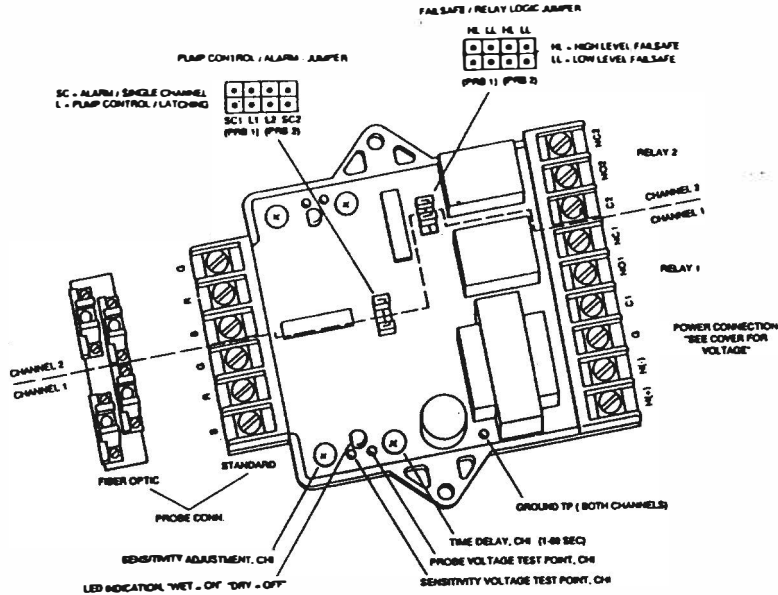 FAILSAFE / RELAY LOGIC JUMPER
HL LL HL LL
HL = HIGH LEVEL FAILSAFE
LL = LOW LEVEL FAILSAFE
(PRB 1) (PRB 2)
PUMP CONTROL / ALARM - JUMPER
SC = ALARM / SINGLE CHANNEL
L = PUMP CONTROL / LATCHING
SC1 L1 L2 SC2
(PRB 1) (PRB 2)
NC2
NO2
C2
NC1
NO1
C1
G
H(-)
H(+)
RELAY 2
CHANNEL 2
CHANNEL 1
RELAY 1
POWER CONNECTION
"SEE COVER FOR
VOLTAGE"
G
R
B
G
R
B
CHANNEL 2
CHANNEL 1
FIBER OPTIC
STANDARD
PROBE CONN.
GROUND TP ( BOTH CHANNELS)
TIME DELAY, CHI (1-60 SEC)
SENSITIVITY ADJUSTMENT, CHI
PROBE VOLTAGE TEST POINT, CHI
LED INDICATION, "WET = ON" "DRY = OFF"
SENSITIVITY VOLTAGE TEST POINT, CHI